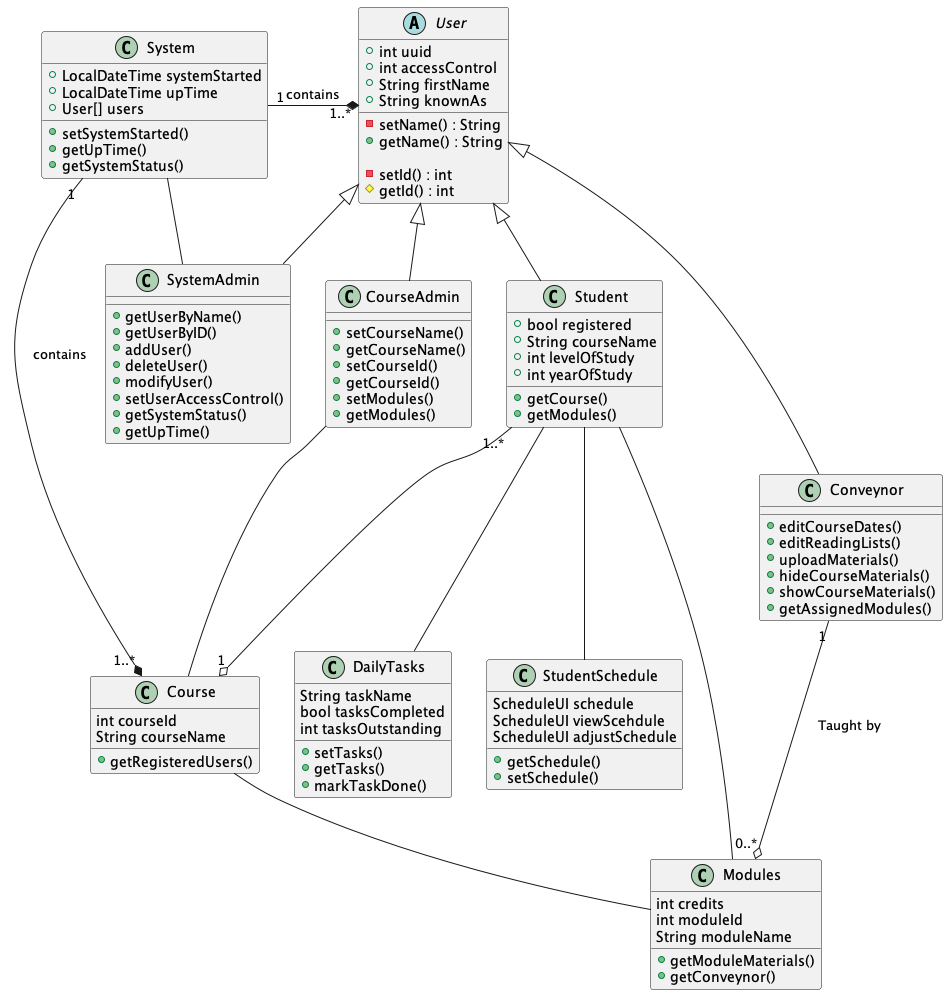 A User
int uuid
int accessControl
String firstName
String knownAs
setName() : String
getName() : String
setId() : int
getId() : int
C System
LocalDateTime systemStarted
LocalDateTime upTime
User[] users
setSystemStarted()
getUpTime()
getSystemStatus()
1 contains
1..*
1
C SystemAdmin
getUserByName()
getUserByID()
addUser()
deleteUser()
modifyUser()
setUserAccessControl()
getSystemStatus()
getUpTime()
C CourseAdmin
setCourseName()
getCourseName()
setCourseId()
getCourseId()
setModules()
getModules()
C Student
bool registered
String courseName
int levelOfStudy
int yearOfStudy
getCourse()
getModules()
contains
1..*
C Conveynor
editCourseDates()
editReadingLists()
uploadMaterials()
hideCourseMaterials()
showCourseMaterials()
getAssignedModules()
1
1..*
1
C Course
int courseId
String courseName
getRegisteredUsers()
C DailyTasks
String taskName
bool tasksCompleted
int tasksOutstanding
setTasks()
getTasks()
markTaskDone()
C StudentSchedule
ScheduleUI schedule
ScheduleUI viewScehdule
ScheduleUI adjustSchedule
getSchedule()
setSchedule()
Taught by
0..*
C Modules
int credits
int moduleId
String moduleName
getModuleMaterials()
getConveynor()